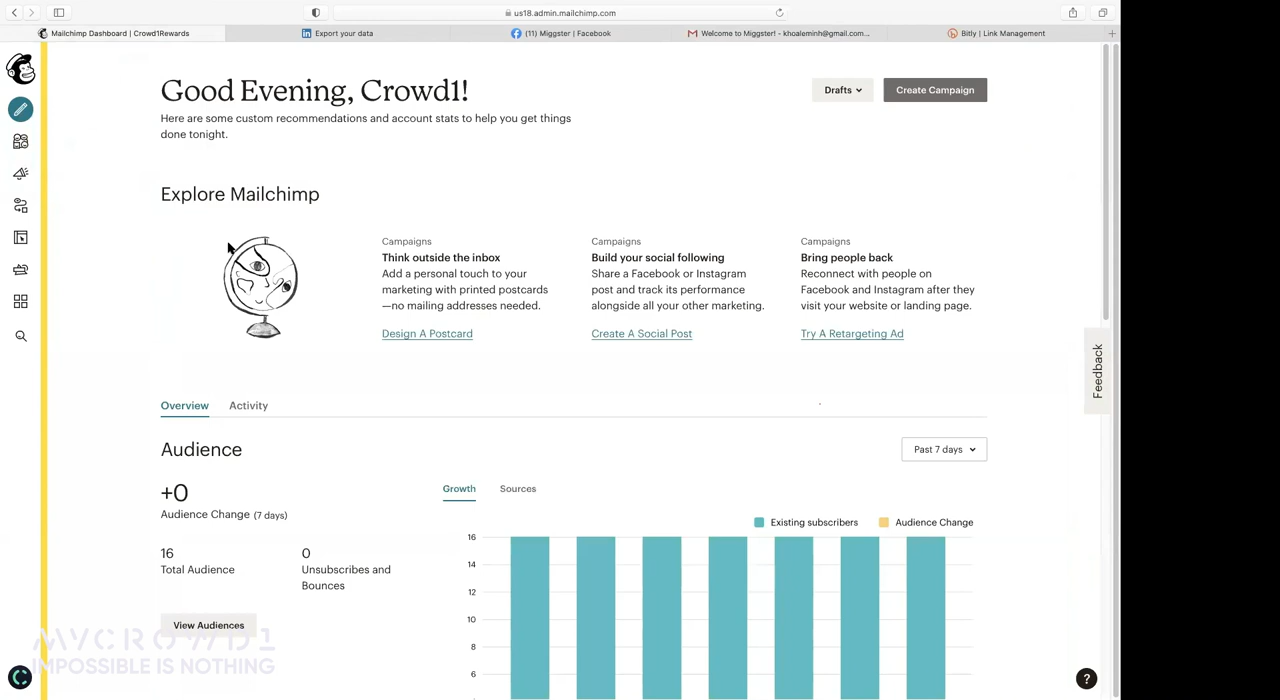 us18.admin.mailchimp.com
Mailchimp Dashboard | Crowd1Rewards
Export your data
(11) Miggster | Facebook
Welcome to Miggster! - khoaleminh@gmail.com...
Bitly | Link Management
Good Evening, Crowd1!
Drafts
Create Campaign
Here are some custom recommendations and account stats to help you get things
done tonight.
Explore Mailchimp
Campaigns
Think outside the inbox
Add a personal touch to your
marketing with printed postcards
—no mailing addresses needed.
Design A Postcard
Campaigns
Build your social following
Share a Facebook or Instagram
post and track its performance
alongside all your other marketing.
Create A Social Post
Campaigns
Bring people back
Reconnect with people on
Facebook and Instagram after they
visit your website or landing page.
Try A Retargeting Ad
Feedback
Overview
Activity
Audience
Past 7 days
+0
Audience Change (7 days)
16
Total Audience
0
Unsubscribes and
Bounces
View Audiences
Growth
Sources
Existing subscribers
Audience Change
16
14
12
10
8
6
MYCROWD1
IMPOSSIBLE IS NOTHING
?